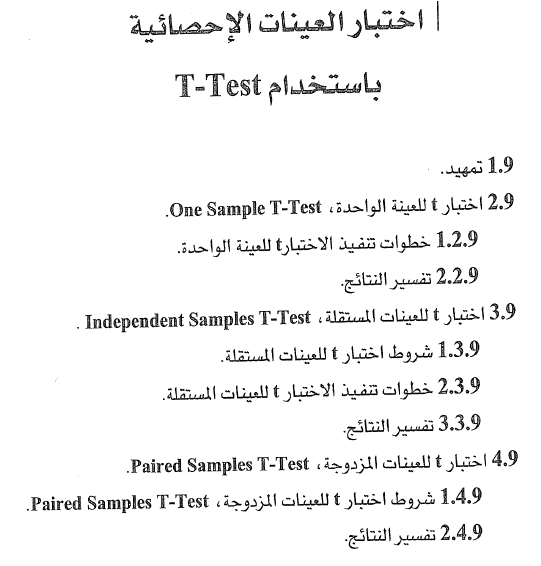 اختبار العينات الإحصائية
باستخدام T-Test
1.9 تمهيد.
2.9 اختبار t للعينة الواحدة، One Sample T-Test.
1.2.9 خطوات تنفيذ الاختبار t للعينة الواحدة.
2.2.9 تفسير النتائج.
3.9 اختبار t للعينات المستقلة، Independent Samples T-Test .
1.3.9 شروط اختبار t للعينات المستقلة.
2.3.9 خطوات تنفيذ الاختبار t للعينات المستقلة.
3.3.9 تفسير النتائج.
4.9 اختبار t للعينات المزدوجة، Paired Samples T-Test.
1.4.9 شروط اختبار t للعينات المزدوجة، Paired Samples T-Test.
2.4.9 تفسير النتائج.